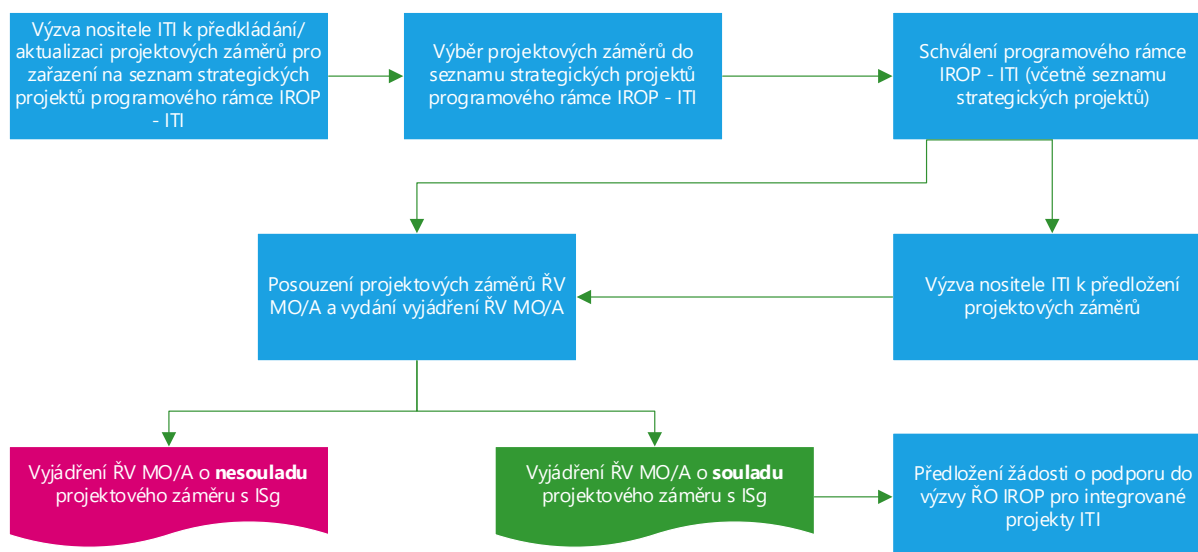 Výzva nositele ITI k předkládání/
aktualizaci projektových záměrů pro
zařazení na seznam strategických
projektů programového rámce IROP
- ITI
Výběr projektových záměrů do
seznamu strategických projektů
programového rámce IROP - ITI
Schválení programového rámce
IROP - ITI (včetně seznamu
strategických projektů)
Posouzení projektových záměrů ŘV
MO/A a vydání vyjádření ŘV MO/A
Výzva nositele ITI k předložení
projektových záměrů
Vyjádření ŘV MO/A o nesouladu
projektového záměru s ISg
Vyjádření ŘV MO/A o souladu
projektového záměru s ISg
Předložení žádosti o podporu do
výzvy ŘO IROP pro integrované
projekty ITI